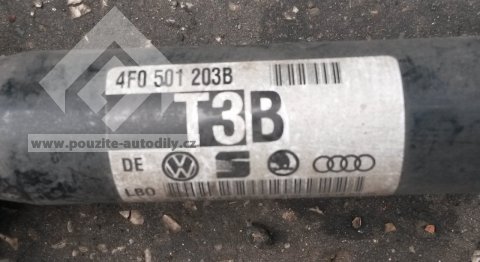 4F0 501 203B
T3B
www.pouzite-autodily.cz
DE
LBO